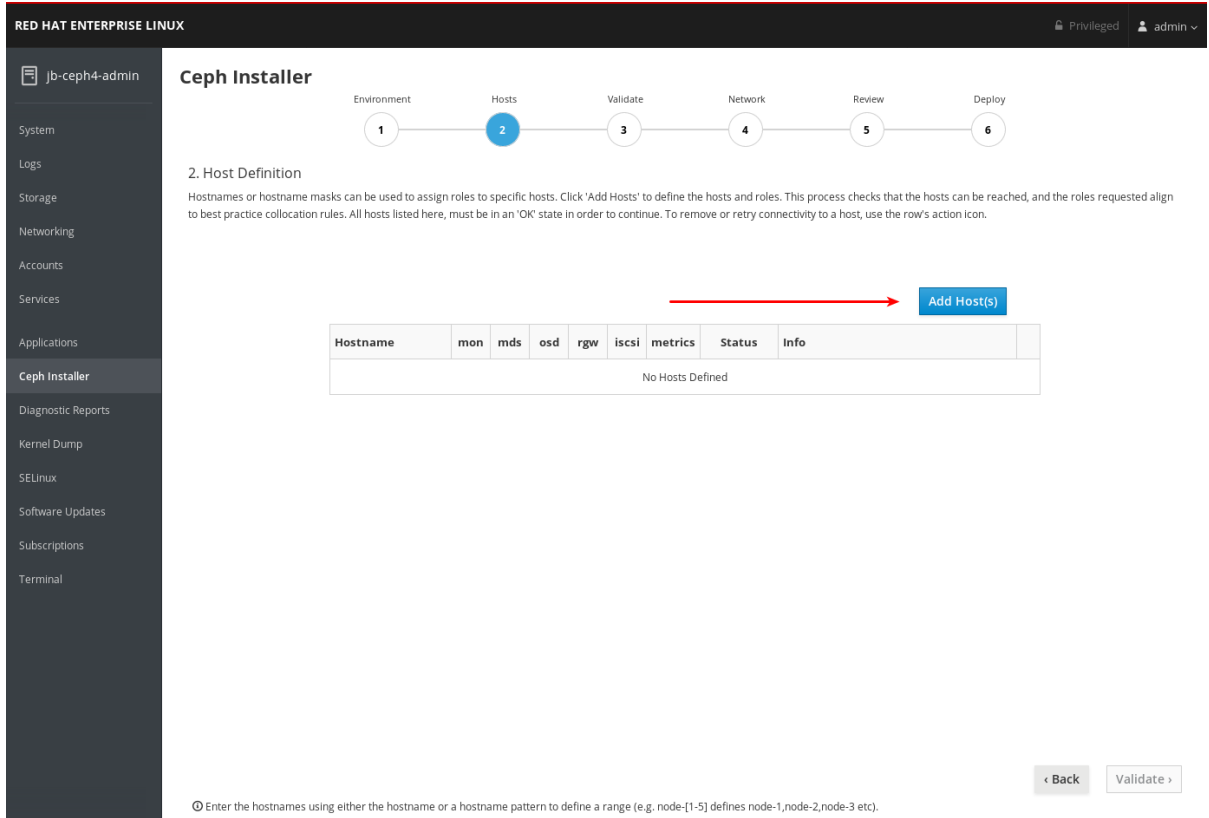 RED HAT ENTERPRISE LINUX
Privileged
admin
jb-ceph4-admin
System
Logs
Storage
Networking
Accounts
Services
Applications
Ceph Installer
Diagnostic Reports
Kernel Dump
SELinux
Software Updates
Subscriptions
Terminal
Ceph Installer
Environment Hosts Validate Network Review Deploy
1 2 3 4 5 6
2. Host Definition
Hostnames or hostname masks can be used to assign roles to specific hosts. Click 'Add Hosts' to define the hosts and roles. This process checks that the hosts can be reached, and the roles requested align
to best practice collocation rules. All hosts listed here, must be in an 'OK' state in order to continue. To remove or retry connectivity to a host, use the row's action icon.
Add Host(s)
Hostname mon mds osd rgw iscsi metrics Status Info
No Hosts Defined
‹ Back Validate ›
Enter the hostnames using either the hostname or a hostname pattern to define a range (e.g. node-[1-5] defines node-1,node-2,node-3 etc).